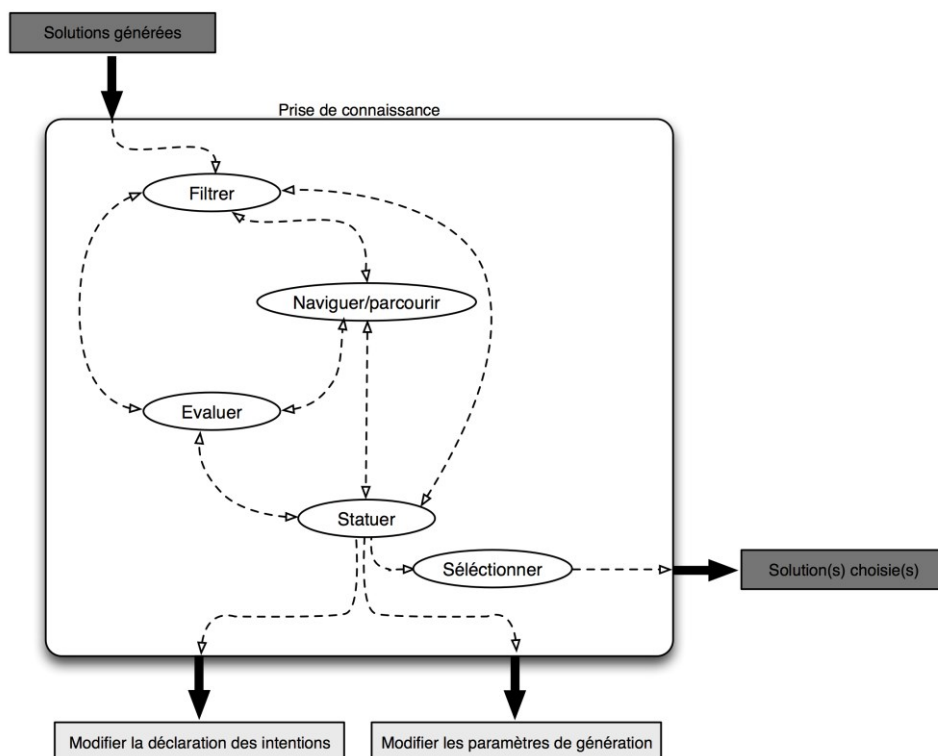 Solutions générées
Prise de connaissance
Filtrer
Naviguer/parcourir
Evaluer
Statuer
Séléctionner
Solution(s) choisie(s)
Modifier la déclaration des intentions
Modifier les paramètres de génération